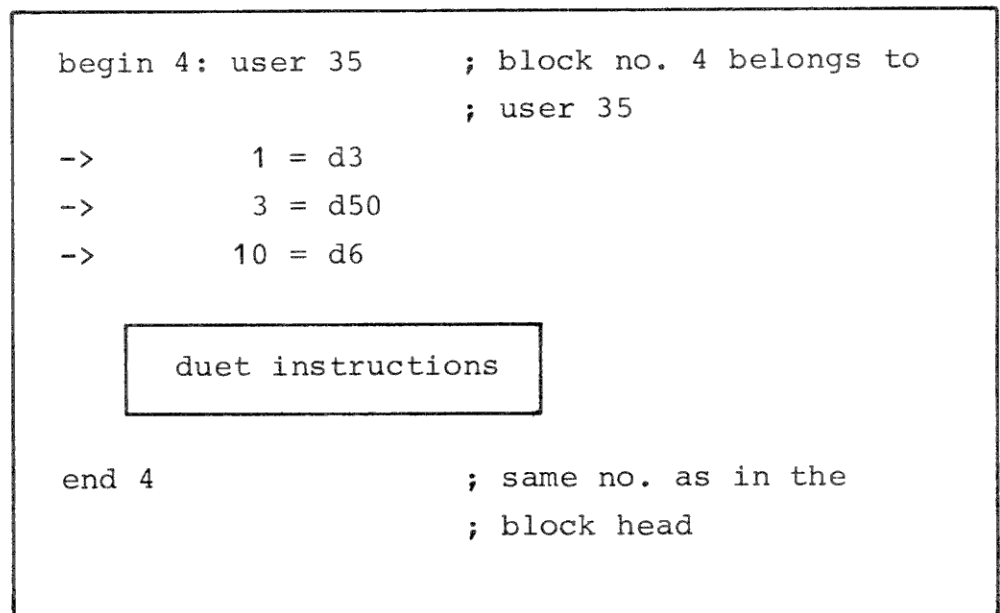 begin 4: user 35 ; block no. 4 belongs to
; user 35
-> 1 = d3
-> 3 = d50
-> 10 = d6
duet instructions
end 4 ; same no. as in the
; block head